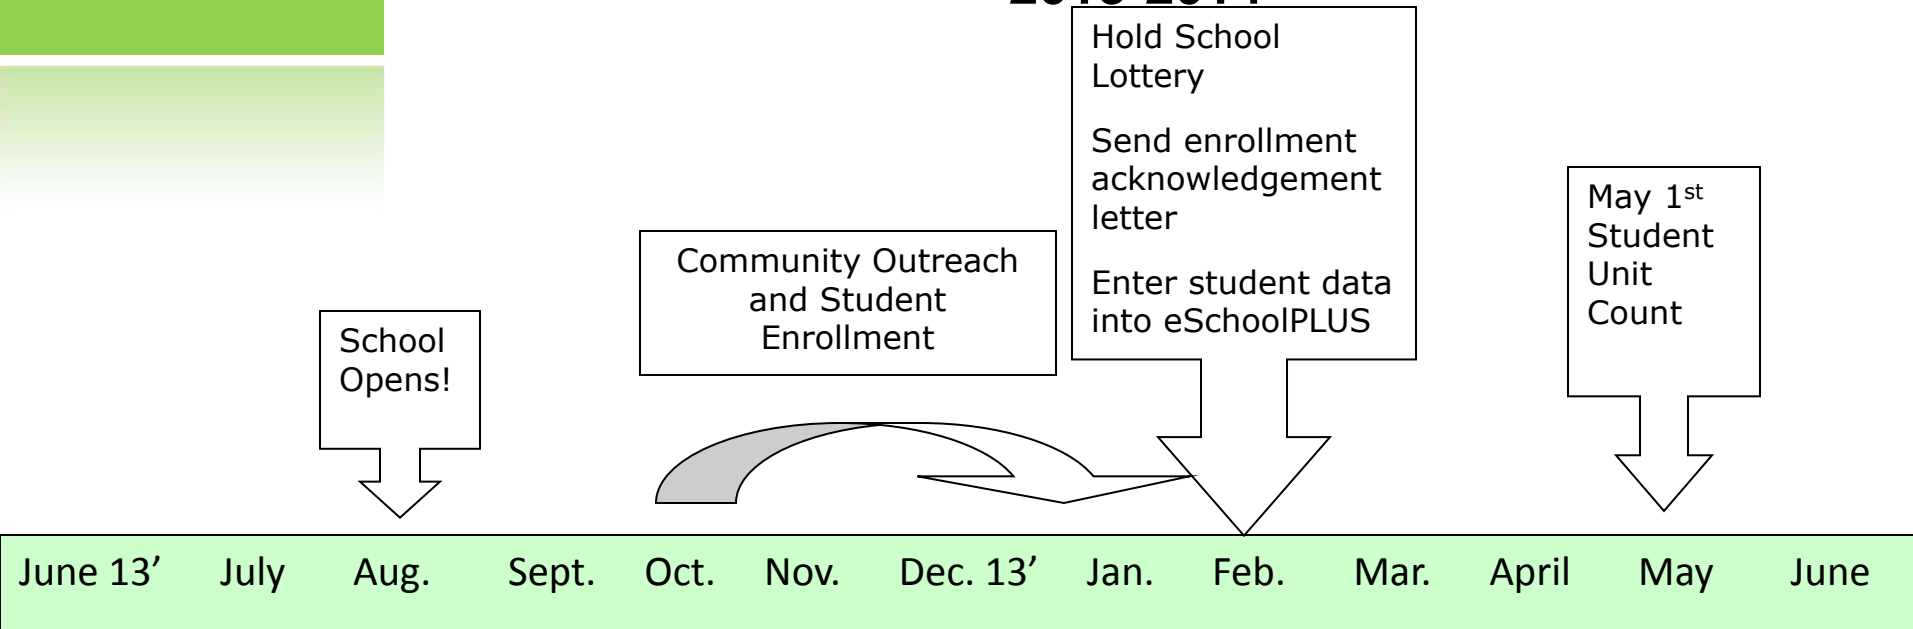 Hold School
Lottery
Send enrollment
acknowledgement
letter
Enter student data
into eSchoolPLUS
May 1st
Student
Unit
Count
Community Outreach
and Student
Enrollment
School
Opens!
June 13’ July Aug. Sept. Oct. Nov. Dec. 13’ Jan. Feb. Mar. April May June